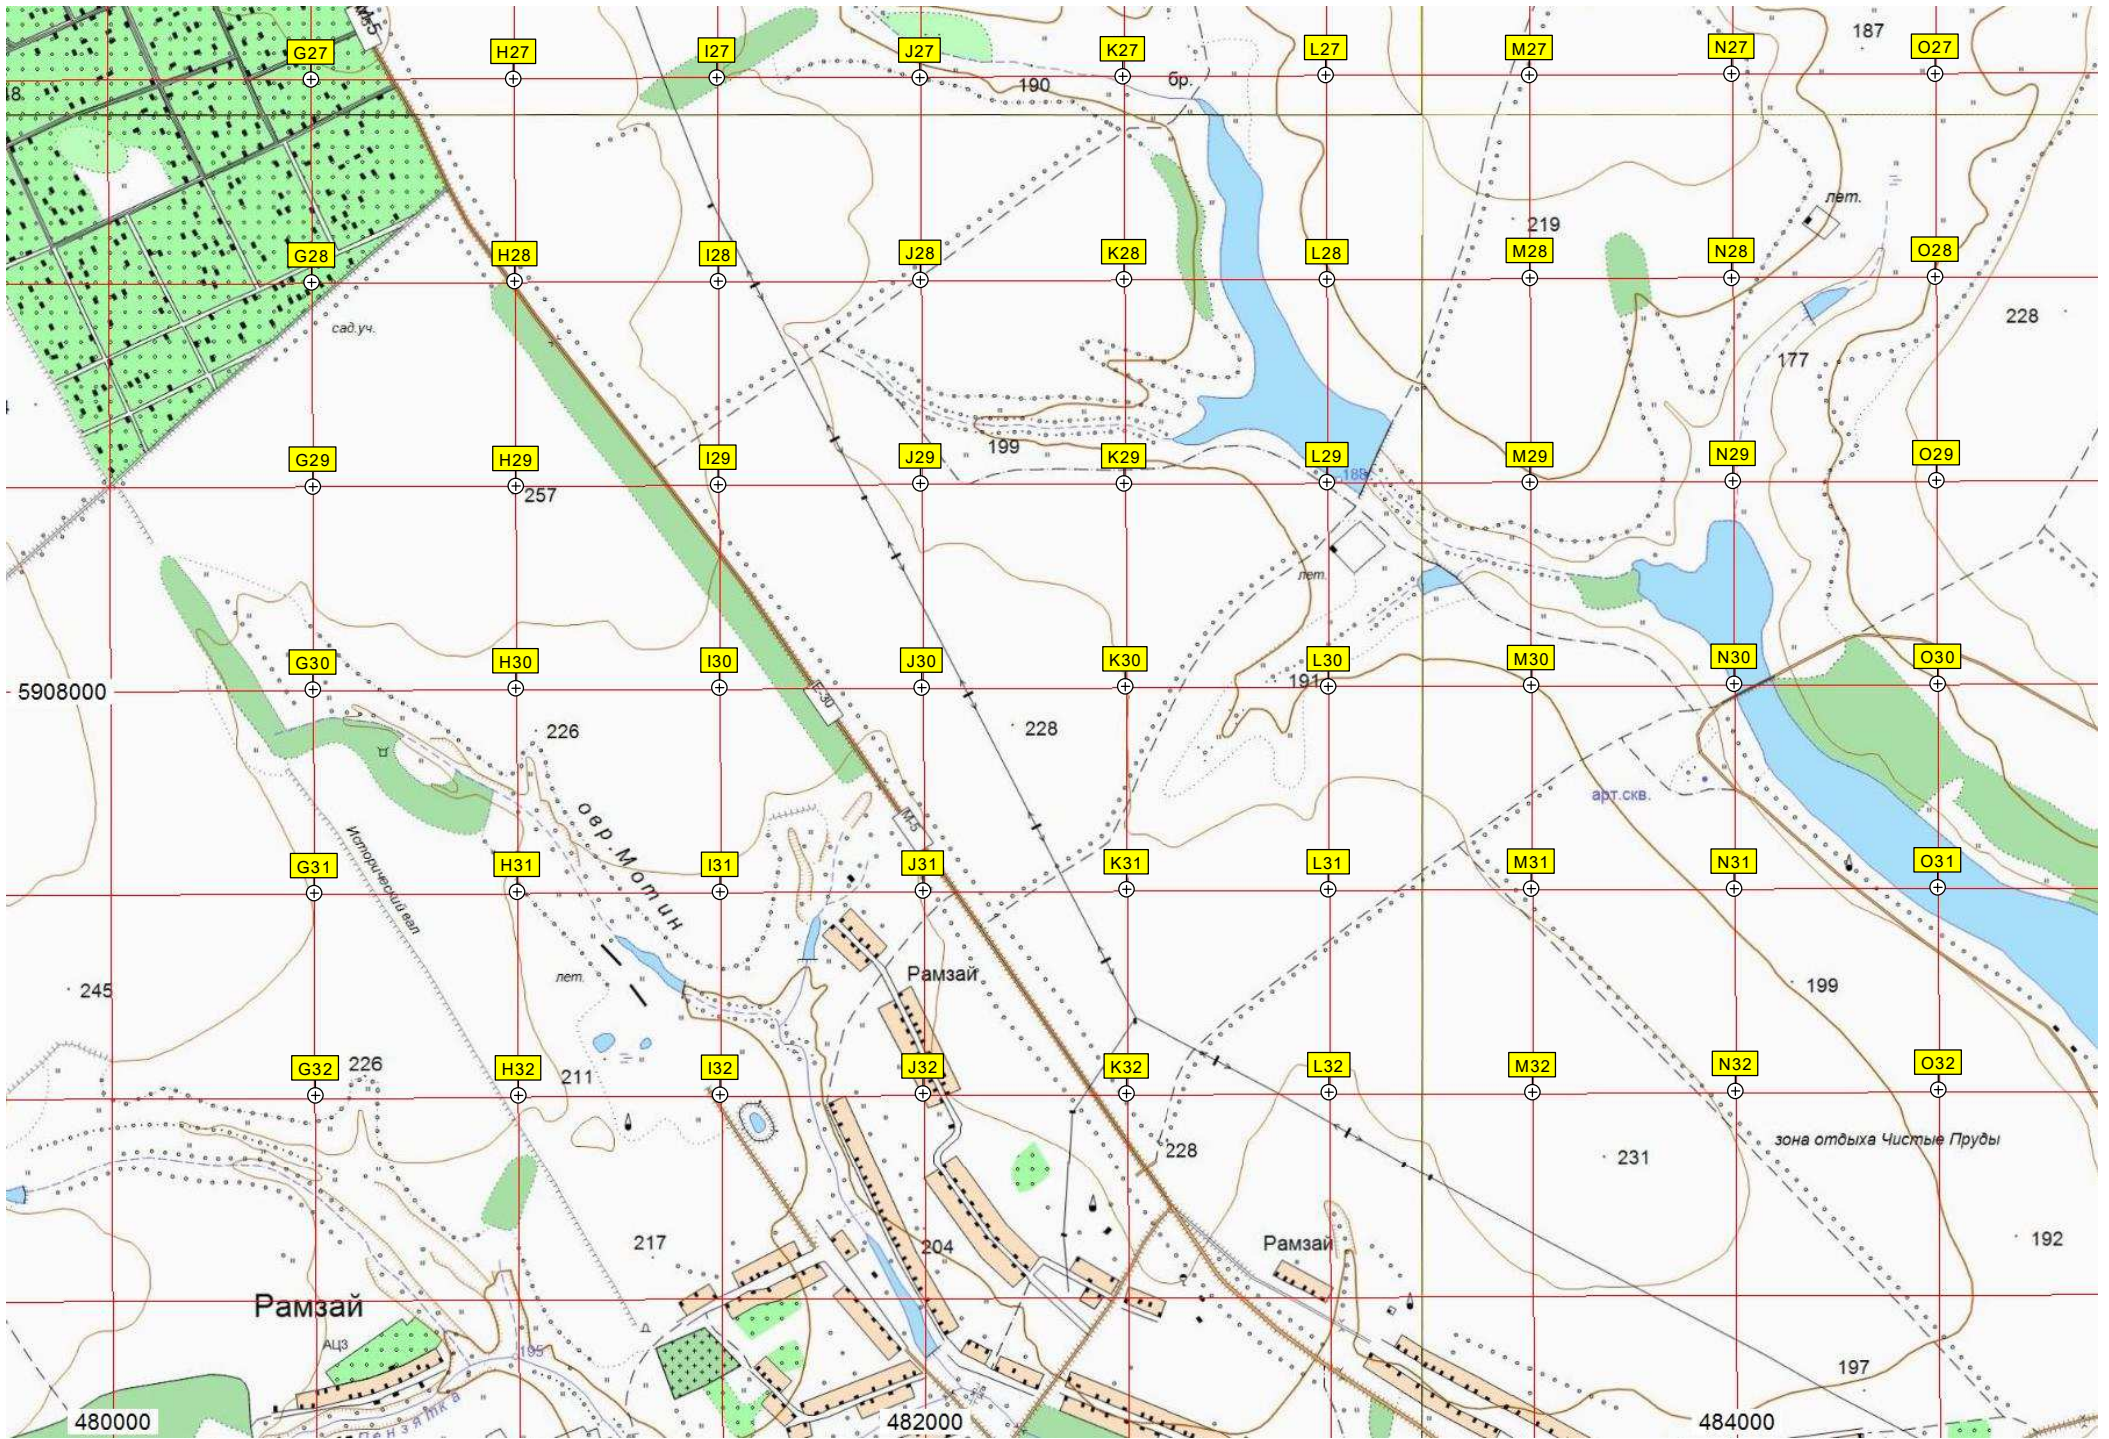 М-5
187
G27
H27
I27
J27
K27
L27
M27
N27
O27
190
бр.
лет.
219
G28
H28
I28
J28
K28
L28
M28
N28
O28
сад.уч.
228
177
199
G29
H29
I29
J29
K29
L29
M29
N29
O29
257
188
лет.
G30
H30
I30
J30
K30
L30
M30
N30
O30
5908000
Е-30
191
226
228
арт.скв.
овр.Мотин
М-5
Исторический вал
G31
H31
I31
J31
K31
L31
M31
N31
O31
лет.
Рамзай
245
199
G32
H32
I32
J32
K32
L32
M32
N32
O32
226
211
228
231
зона отдыха Чистые Пруды
217
204
Рамзай
192
Рамзай
АЦЗ
195
197
480000
482000
484000